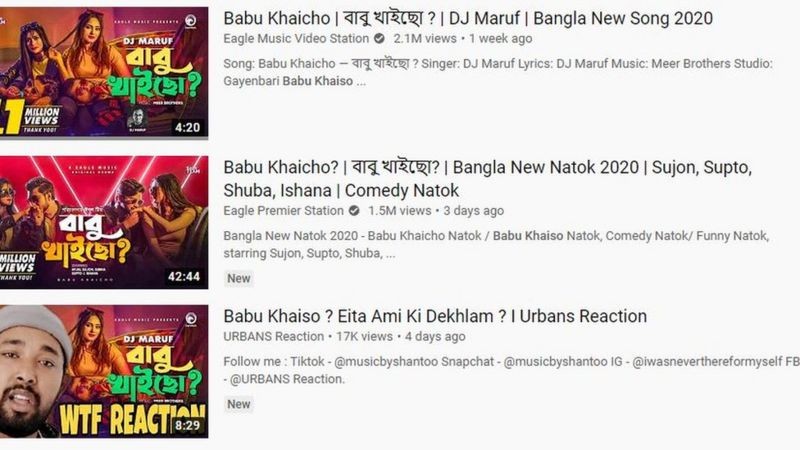 EAGLE MUSIC PRESENTS
DJ MARUF
বাবু
খাইছো?
MEER BROTHERS
MILLION
VIEWS
THANK YOU!
DJ MARUF
4:20
Babu Khaicho | বাবু খাইছো ? | DJ Maruf | Bangla New Song 2020
Eagle Music Video Station • 2.1M views • 1 week ago
Song: Babu Khaicho — বাবু খাইছো ? Singer: DJ Maruf Lyrics: DJ Maruf Music: Meer Brothers Studio:
Gayenbari Babu Khaiso ...
বাবু
খাইছো?
BABU KHAICHO
MILLION
VIEWS
THANK YOU!
42:44
Babu Khaicho? | বাবু খাইছো? | Bangla New Natok 2020 | Sujon, Supto,
Shuba, Ishana | Comedy Natok
Eagle Premier Station • 1.5M views • 3 days ago
Bangla New Natok 2020 - Babu Khaicho Natok / Babu Khaiso Natok, Comedy Natok/ Funny Natok,
starring Sujon, Supto, Shuba, ...
New
EAGLE MUSIC PRESENTS
DJ MARUF
বাবু
খাইছো?
MEER BROTHERS
WTF REACTION
8:29
Babu Khaiso ? Eita Ami Ki Dekhlam ? I Urbans Reaction
URBANS Reaction • 17K views • 4 days ago
Follow me : Tiktok - @musicbyshantoo Snapchat - @musicbyshantoo IG - @iwasneverthereformyself FB
- @URBANS Reaction.
New